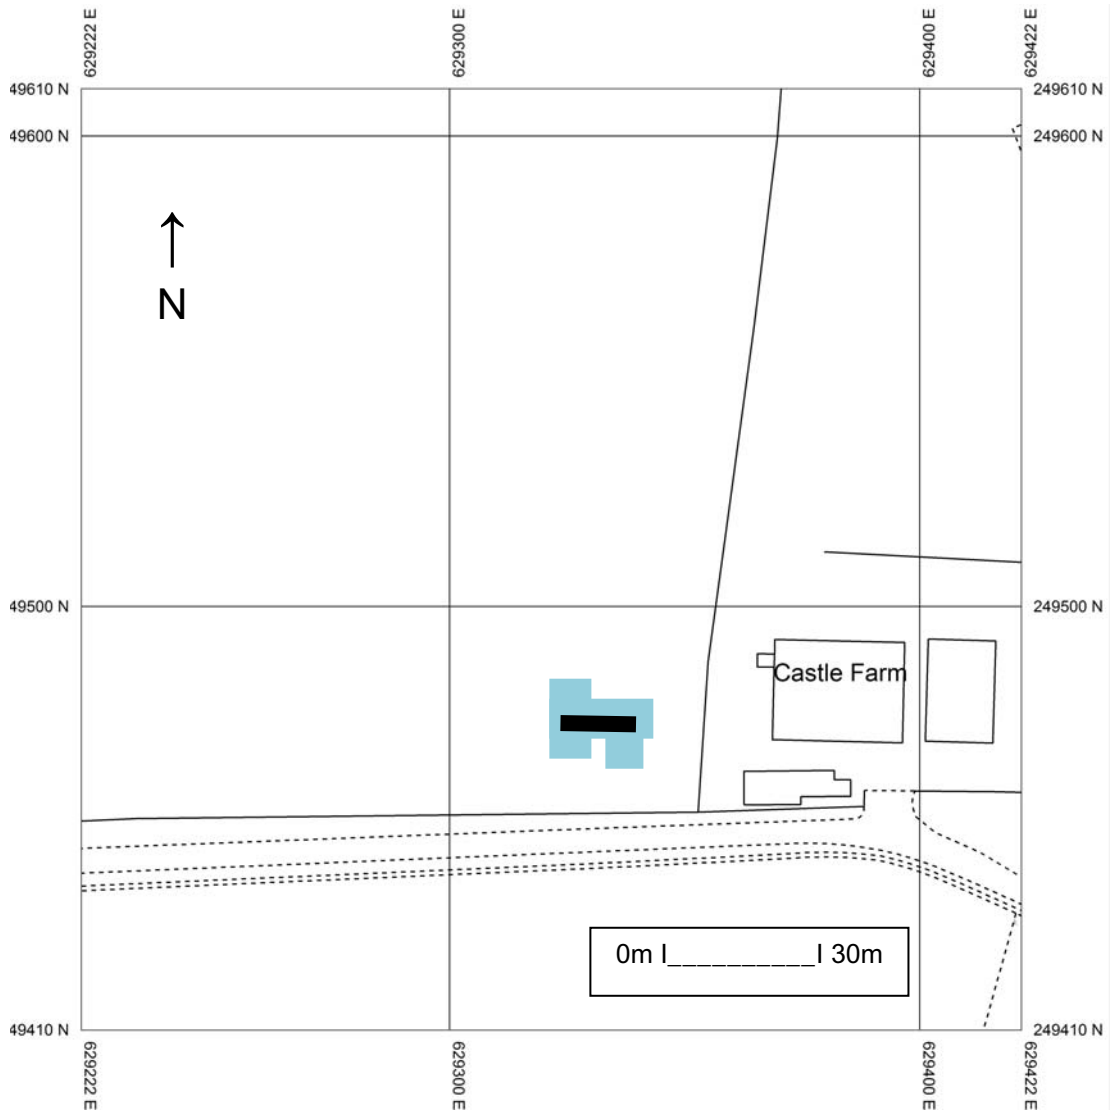 629222 E
629300 E
629400 E
629422 E
49610 N
249610 N
49600 N
249600 N
N
49500 N
249500 N
Castle Farm
0m I__________I 30m
49410 N
249410 N
629222 E
629300 E
629400 E
629422 E